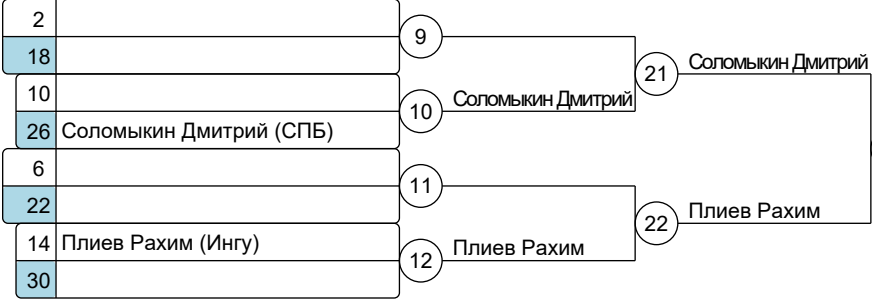 2
18
9
10
26 Соломыкин Дмитрий (СПБ)
10
Соломыкин Дмитрий
21
Соломыкин Дмитрий
6
22
11
14 Плиев Рахим (Ингу)
30
12
Плиев Рахим
22
Плиев Рахим